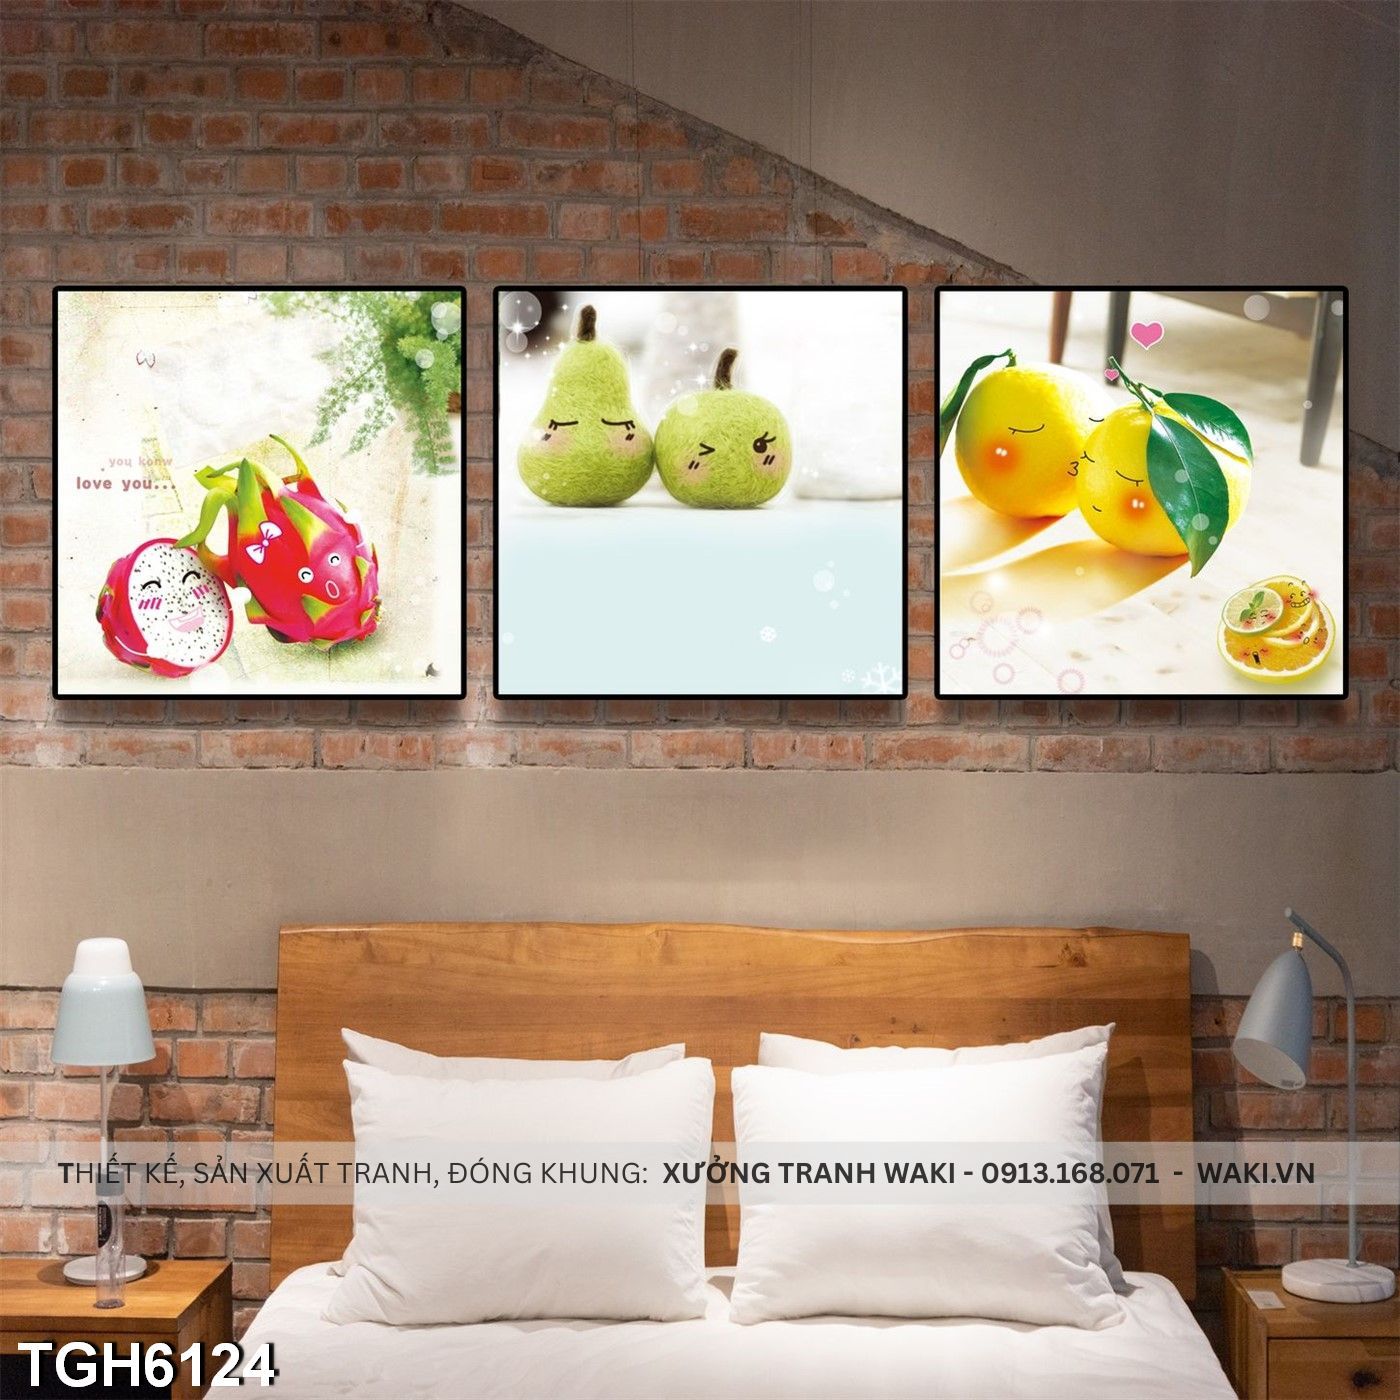 you konw
love you...
THIẾT KẾ, SẢN XUẤT TRANH, ĐÓNG KHUNG: XƯỞNG TRANH WAKI - 0913.168.071 - WAKI.VN
TGH6124